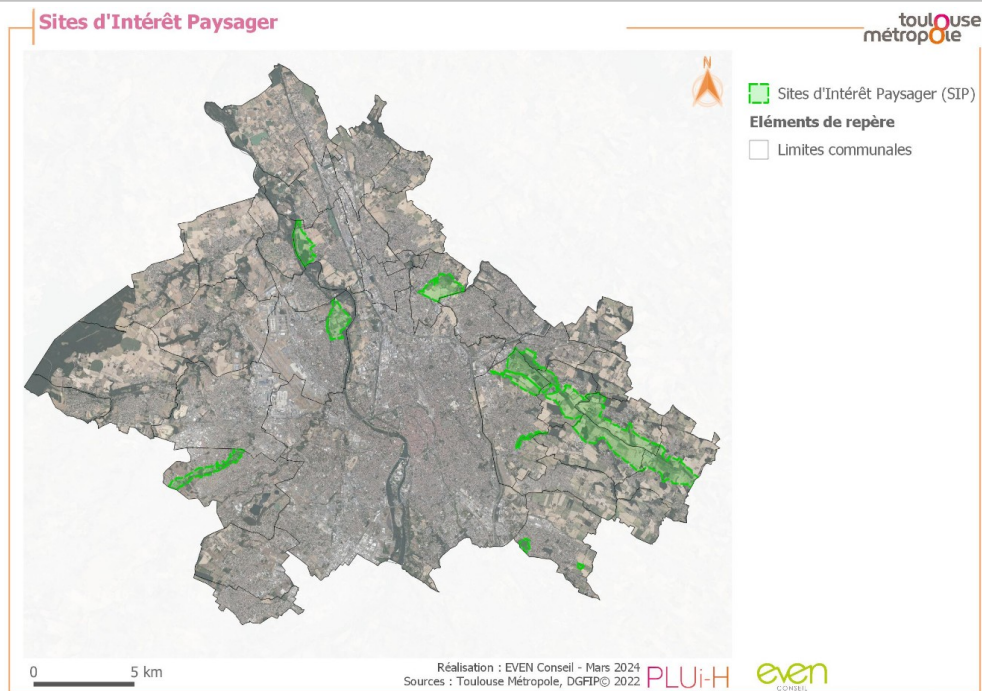 Sites d'Intérêt Paysager
toulouse
métropole
N
Sites d'Intérêt Paysager (SIP)
Eléments de repère
Limites communales
0 5 km
Réalisation : EVEN Conseil - Mars 2024
Sources : Toulouse Métropole, DGFIP© 2022
PLUi-H
even
CONSEIL